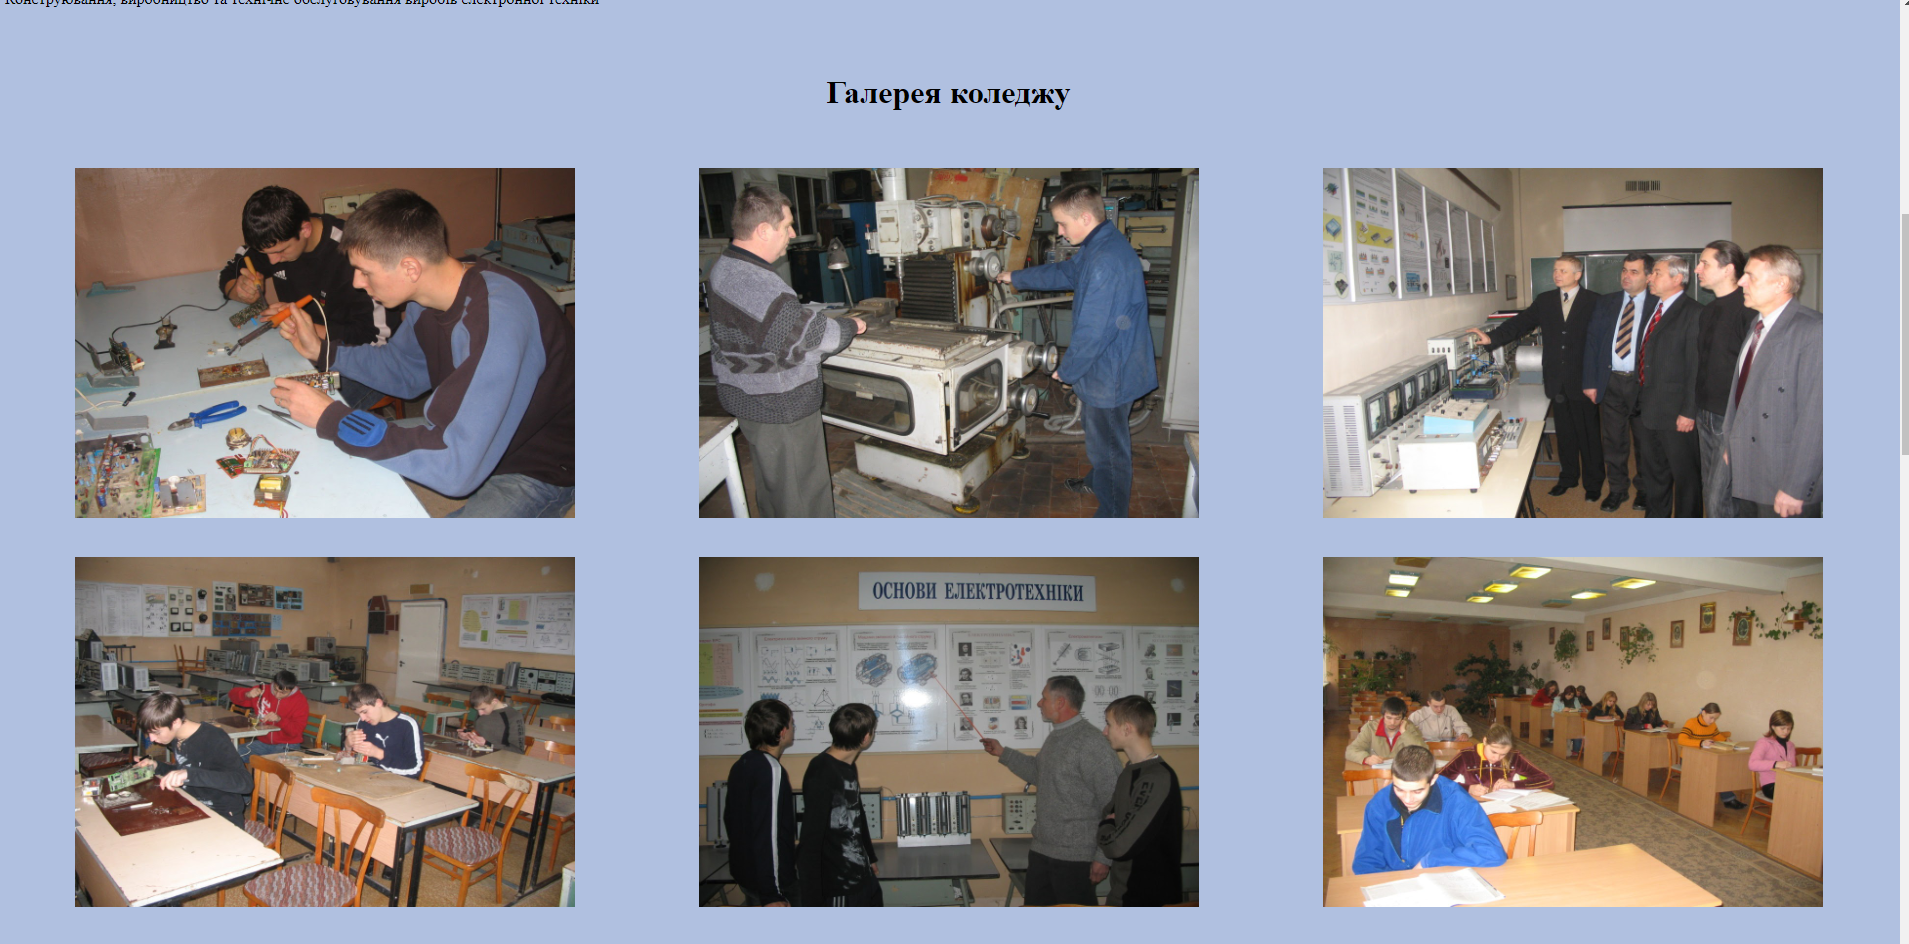 Конструювання, виробництво та технічне обслуговування виробів електронної техніки
Галерея коледжу
ОСНОВИ ЕЛЕКТРОТЕХНІКИ